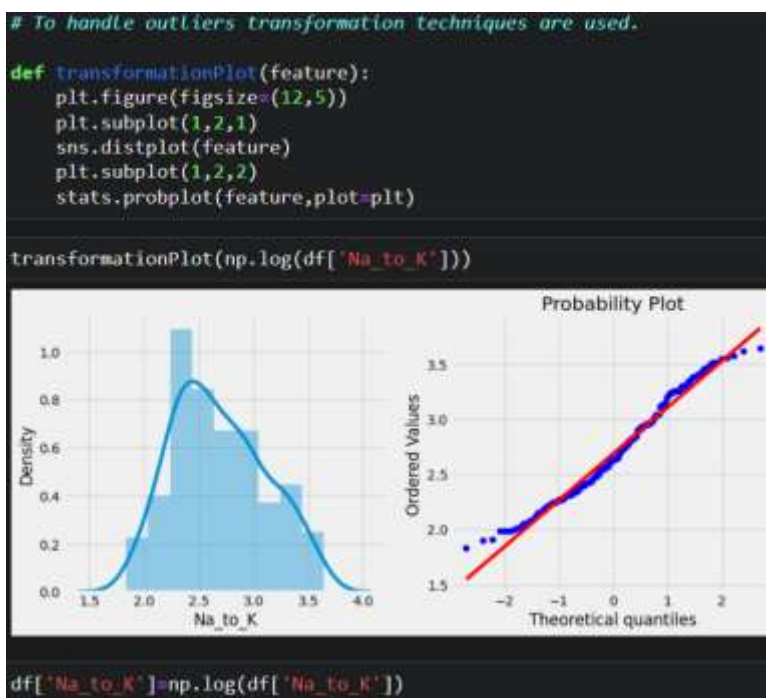 # To handle outliers transformation techniques are used.
def transformationPlot(feature):
    plt.figure(figsize=(12,5))
    plt.subplot(1,2,1)
    sns.distplot(feature)
    plt.subplot(1,2,2)
    stats.probplot(feature,plot=plt)
transformationPlot(np.log(df['Na_to_K']))
Probability Plot
1.0
0.8
0.6
0.4
0.2
0.0
Density
1.5 2.0 2.5 3.0 3.5 4.0
Na_to_K
3.5
3.0
2.5
2.0
1.5
Ordered Values
−2 −1 0 1 2
Theoretical quantiles
df['Na_to_K']=np.log(df['Na_to_K'])